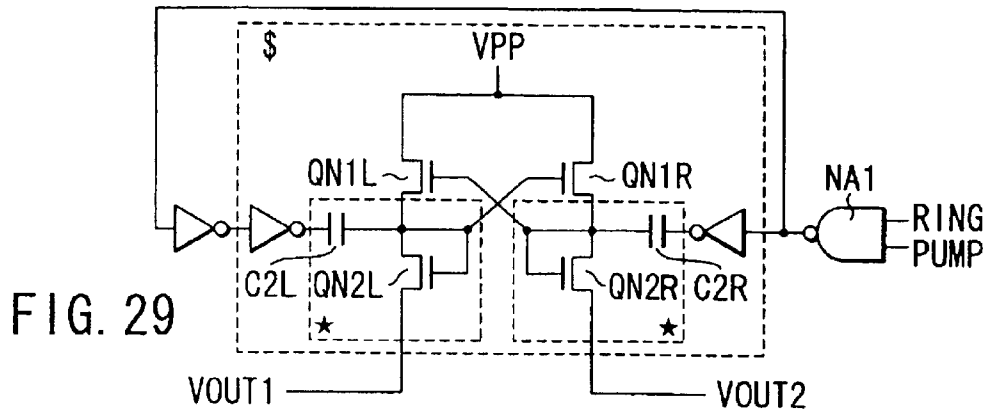 $
VPP
QN1L
QN1R
NA1
RING
PUMP
C2L
QN2L
QN2R
C2R
★
★
FIG. 29
VOUT1
VOUT2